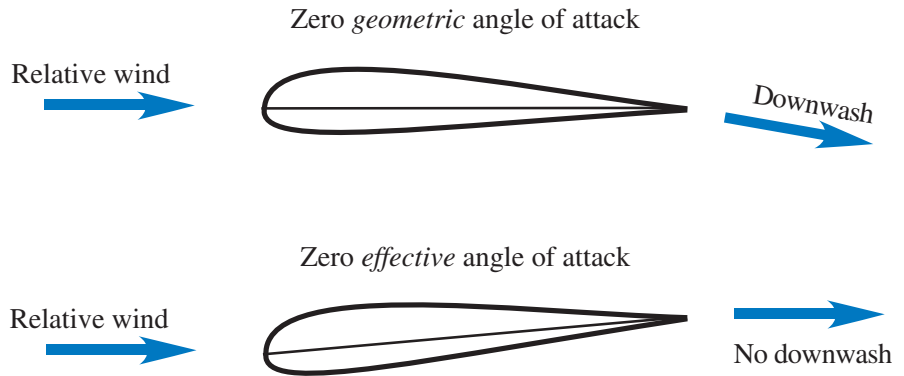 Zero geometric angle of attack
Relative wind
Downwash
Zero effective angle of attack
Relative wind
No downwash